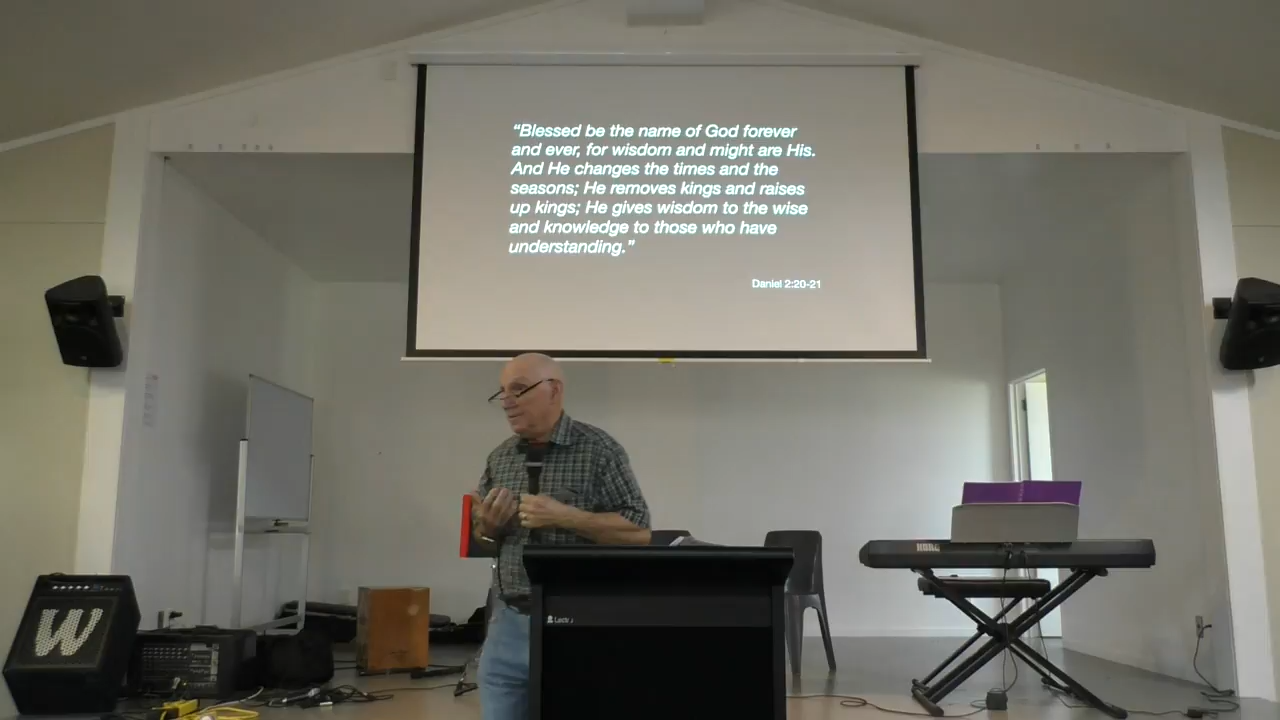 “Blessed be the name of God forever
and ever, for wisdom and might are His.
And He changes the times and the
seasons; He removes kings and raises
up kings; He gives wisdom to the wise
and knowledge to those who have
understanding.”
Daniel 2:20-21
W
KORG